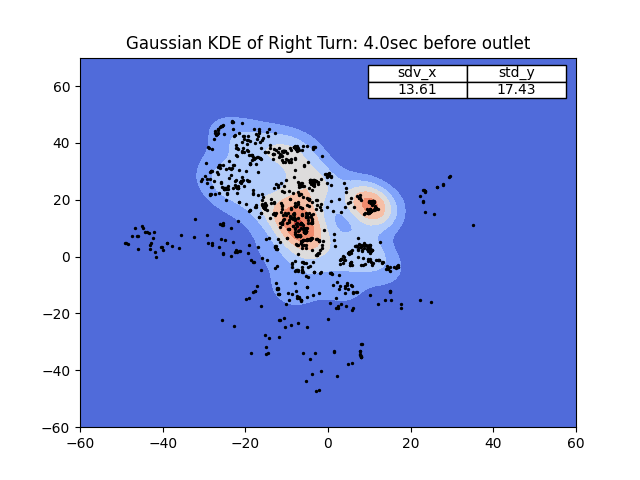 Gaussian KDE of Right Turn: 4.0sec before outlet
sdv_x std_y
13.61 17.43
60
40
20
0
−20
−40
−60
−60 −40 −20 0 20 40 60